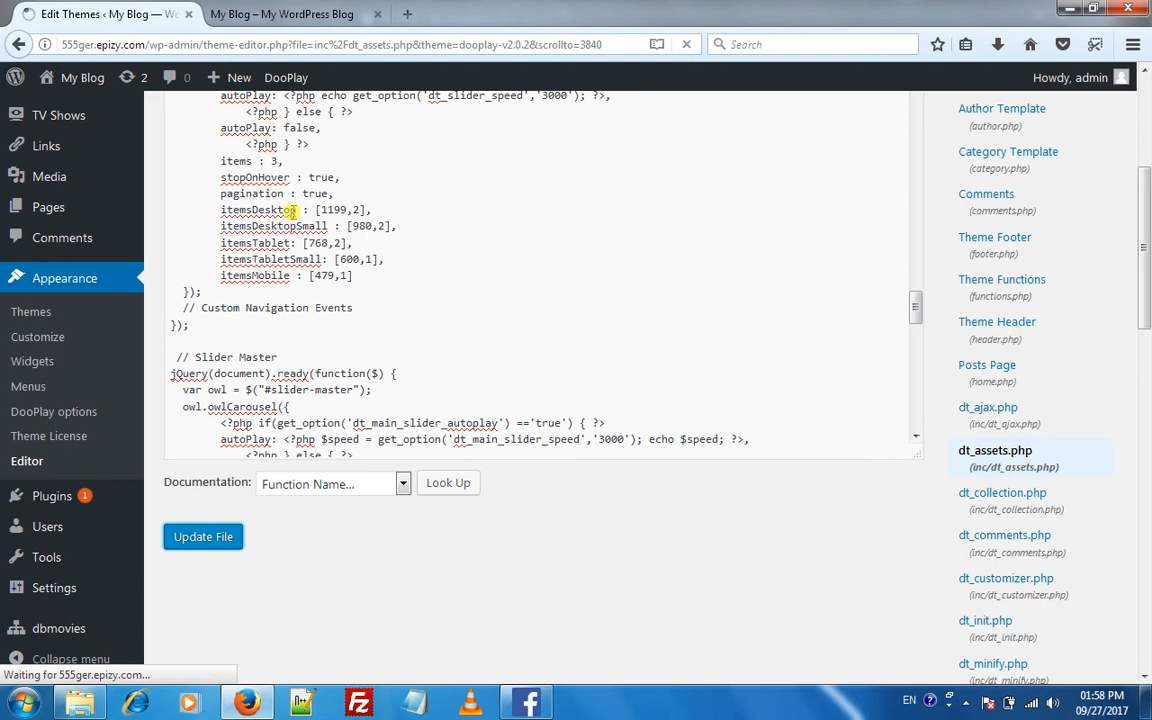 Edit Themes ‹ My Blog — Wo
My Blog – My WordPress Blog
555ger.epizy.com/wp-admin/theme-editor.php?file=inc%2Fdt_assets.php&theme=dooplay-v2.0.2&scrollto=3840
Search
My Blog
2
0
New
DooPlay
Howdy, admin
TV Shows
Links
Media
Pages
Comments
Appearance
Themes
Customize
Widgets
Menus
DooPlay options
Theme License
Editor
Plugins 1
Users
Tools
Settings
dbmovies
Collapse menu
autoPlay: <?php echo get_option('dt_slider_speed','3000'); ?>,
<?php } else { ?>
autoPlay: false,
<?php } ?>
items : 3,
stopOnHover : true,
pagination : true,
itemsDesktop : [1199,2],
itemsDesktopSmall : [980,2],
itemsTablet: [768,2],
itemsTabletSmall: [600,1],
itemsMobile : [479,1]
});
// Custom Navigation Events
});
// Slider Master
jQuery(document).ready(function($) {
var owl = $("#slider-master");
owl.owlCarousel({
<?php if(get_option('dt_main_slider_autoplay') =='true') { ?>
autoPlay: <?php $speed = get_option('dt_main_slider_speed','3000'); echo $speed; ?>,
<?php } else { ?>
Documentation:
Function Name...
Look Up
Update File
Author Template
(author.php)
Category Template
(category.php)
Comments
(comments.php)
Theme Footer
(footer.php)
Theme Functions
(functions.php)
Theme Header
(header.php)
Posts Page
(home.php)
dt_ajax.php
(inc/dt_ajax.php)
dt_assets.php
(inc/dt_assets.php)
dt_collection.php
(inc/dt_collection.php)
dt_comments.php
(inc/dt_comments.php)
dt_customizer.php
(inc/dt_customizer.php)
dt_init.php
(inc/dt_init.php)
dt_minify.php
(inc/dt_minify.php)
Waiting for 555ger.epizy.com...
EN
01:58 PM
09/27/2017